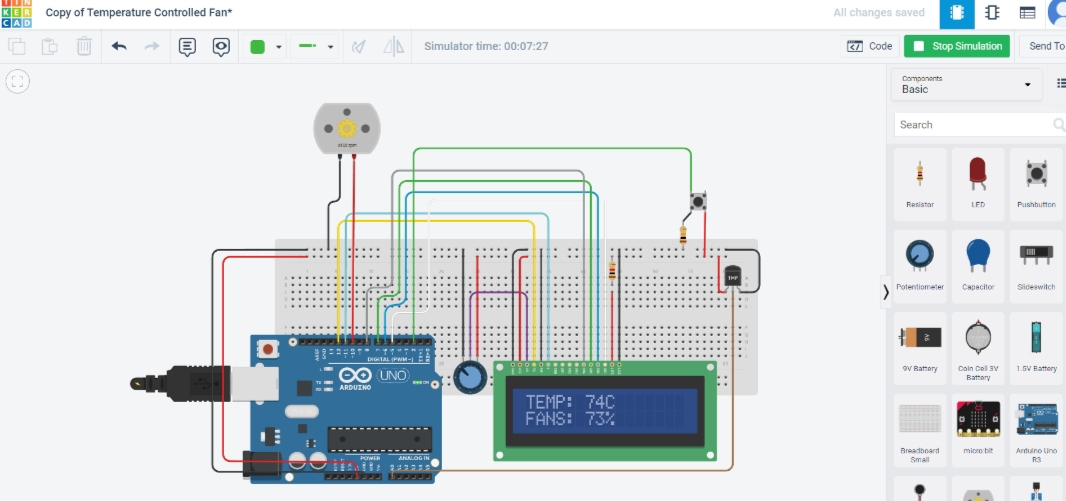 TIN
KER
CAD
Copy of Temperature Controlled Fan*
All changes saved
Simulator time: 00:07:27
Code
Stop Simulation
Send To
Components
Basic
Search
Resistor
LED
Pushbutton
Potentiometer
Capacitor
Slideswitch
9V Battery
Coin Cell 3V
Battery
1.5V Battery
Breadboard
Small
micro:bit
Arduino Uno
R3
TMP
DIGITAL (PWM~)
UNO
ARDUINO
POWER
ANALOG IN
TEMP: 74C
FANS: 73%